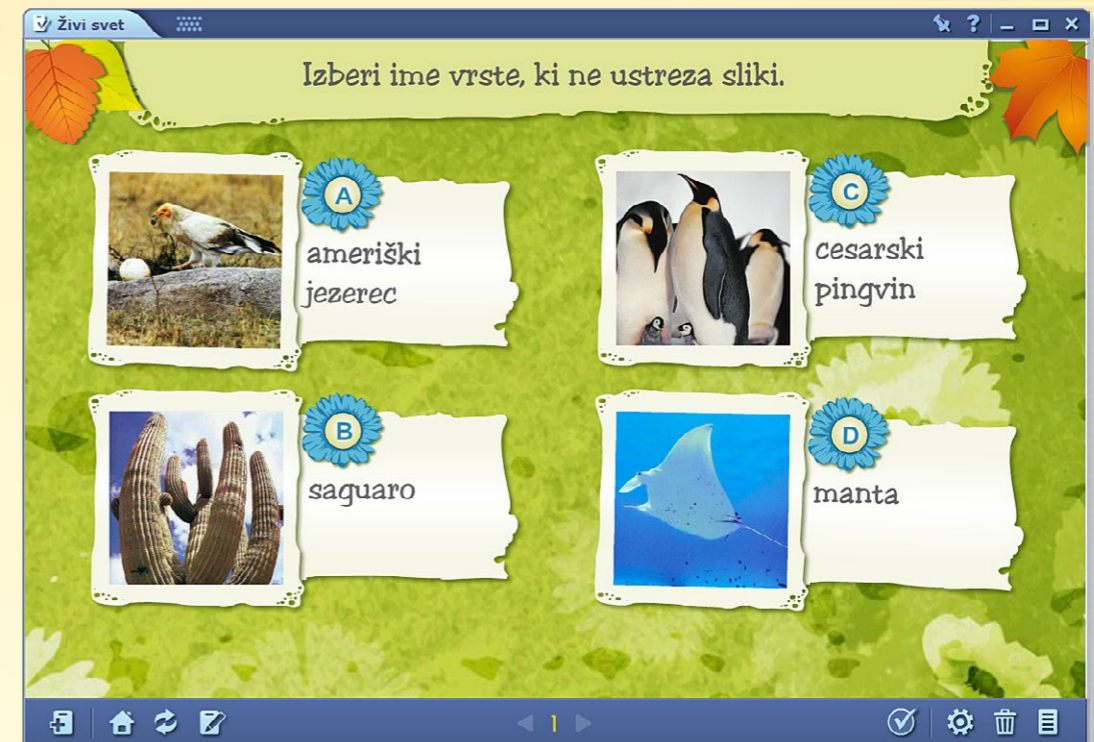 Živi svet
?
Izberi ime vrste, ki ne ustreza sliki.
A
ameriški
jezerec
C
cesarski
pingvin
B
saguaro
D
manta
1